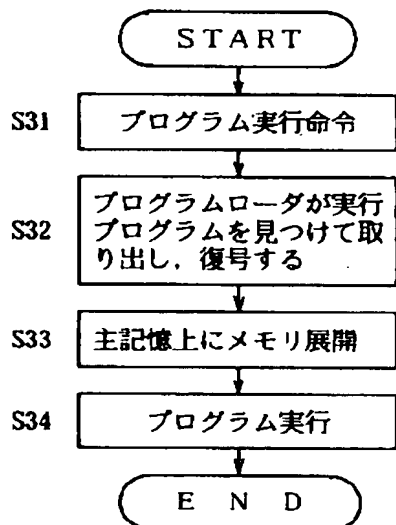 START
S31
プログラム実行命令
S32
プログラムローダが実行
プログラムを見つけて取
り出し，復号する
S33
主記憶上にメモリ展開
S34
プログラム実行
END